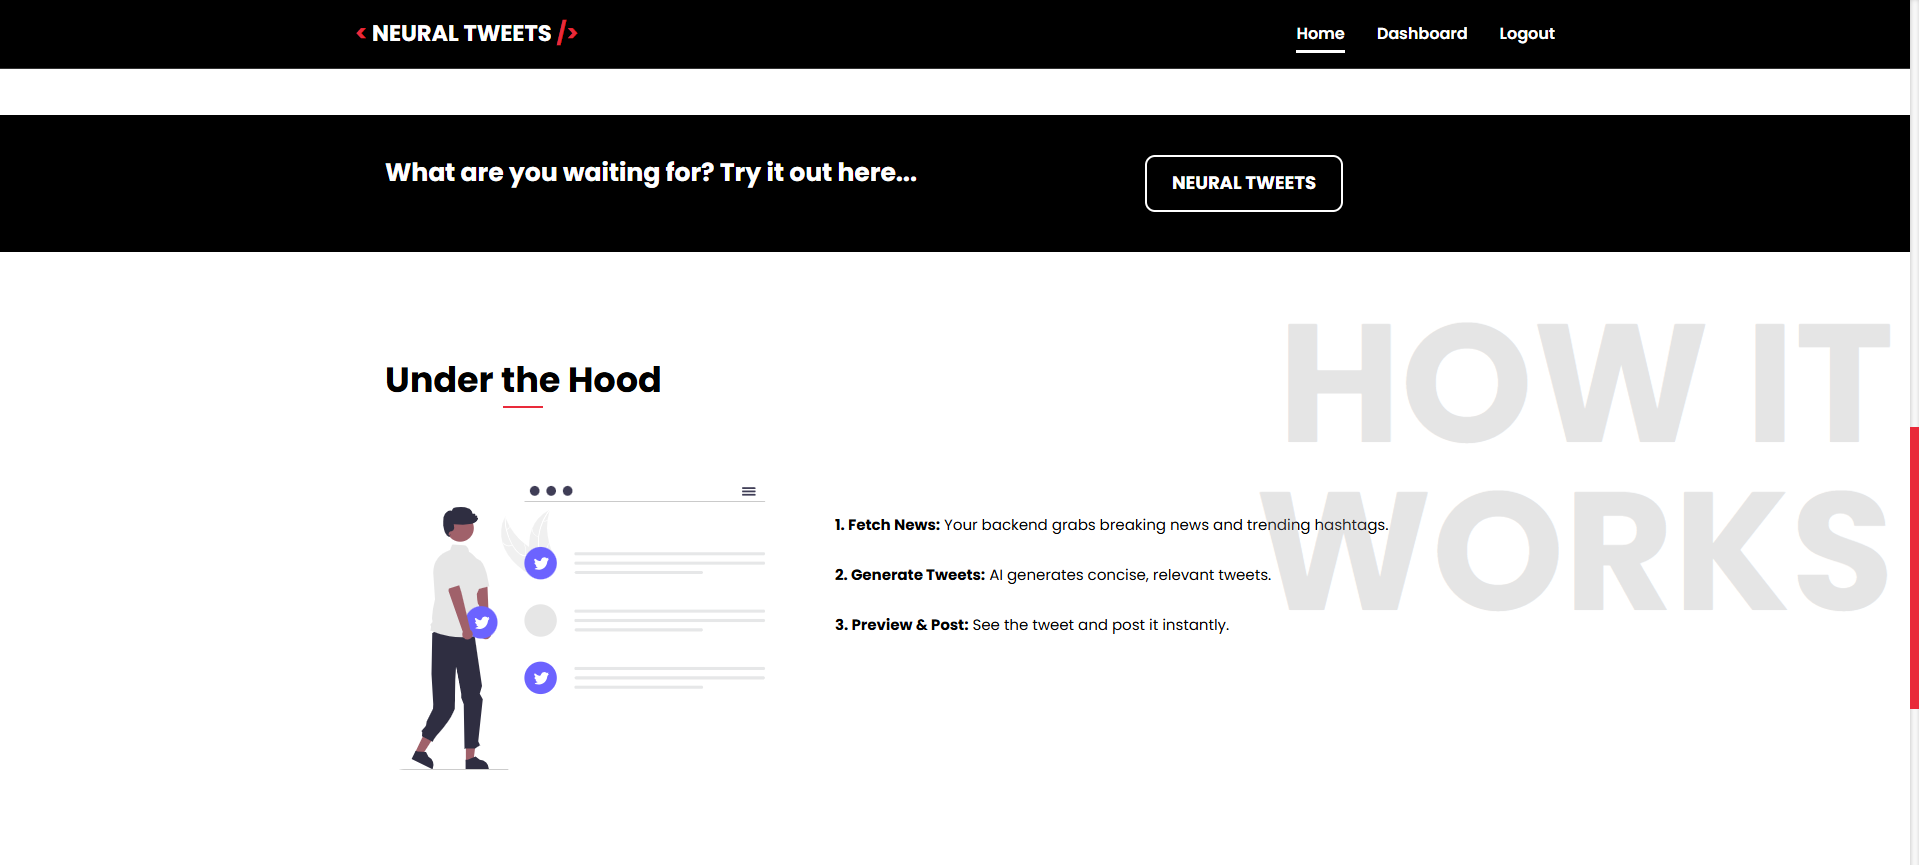 < NEURAL TWEETS />
Home Dashboard Logout
What are you waiting for? Try it out here...
NEURAL TWEETS
HOW IT
WORKS
Under the Hood
1. Fetch News: Your backend grabs breaking news and trending hashtags.
2. Generate Tweets: AI generates concise, relevant tweets.
3. Preview & Post: See the tweet and post it instantly.